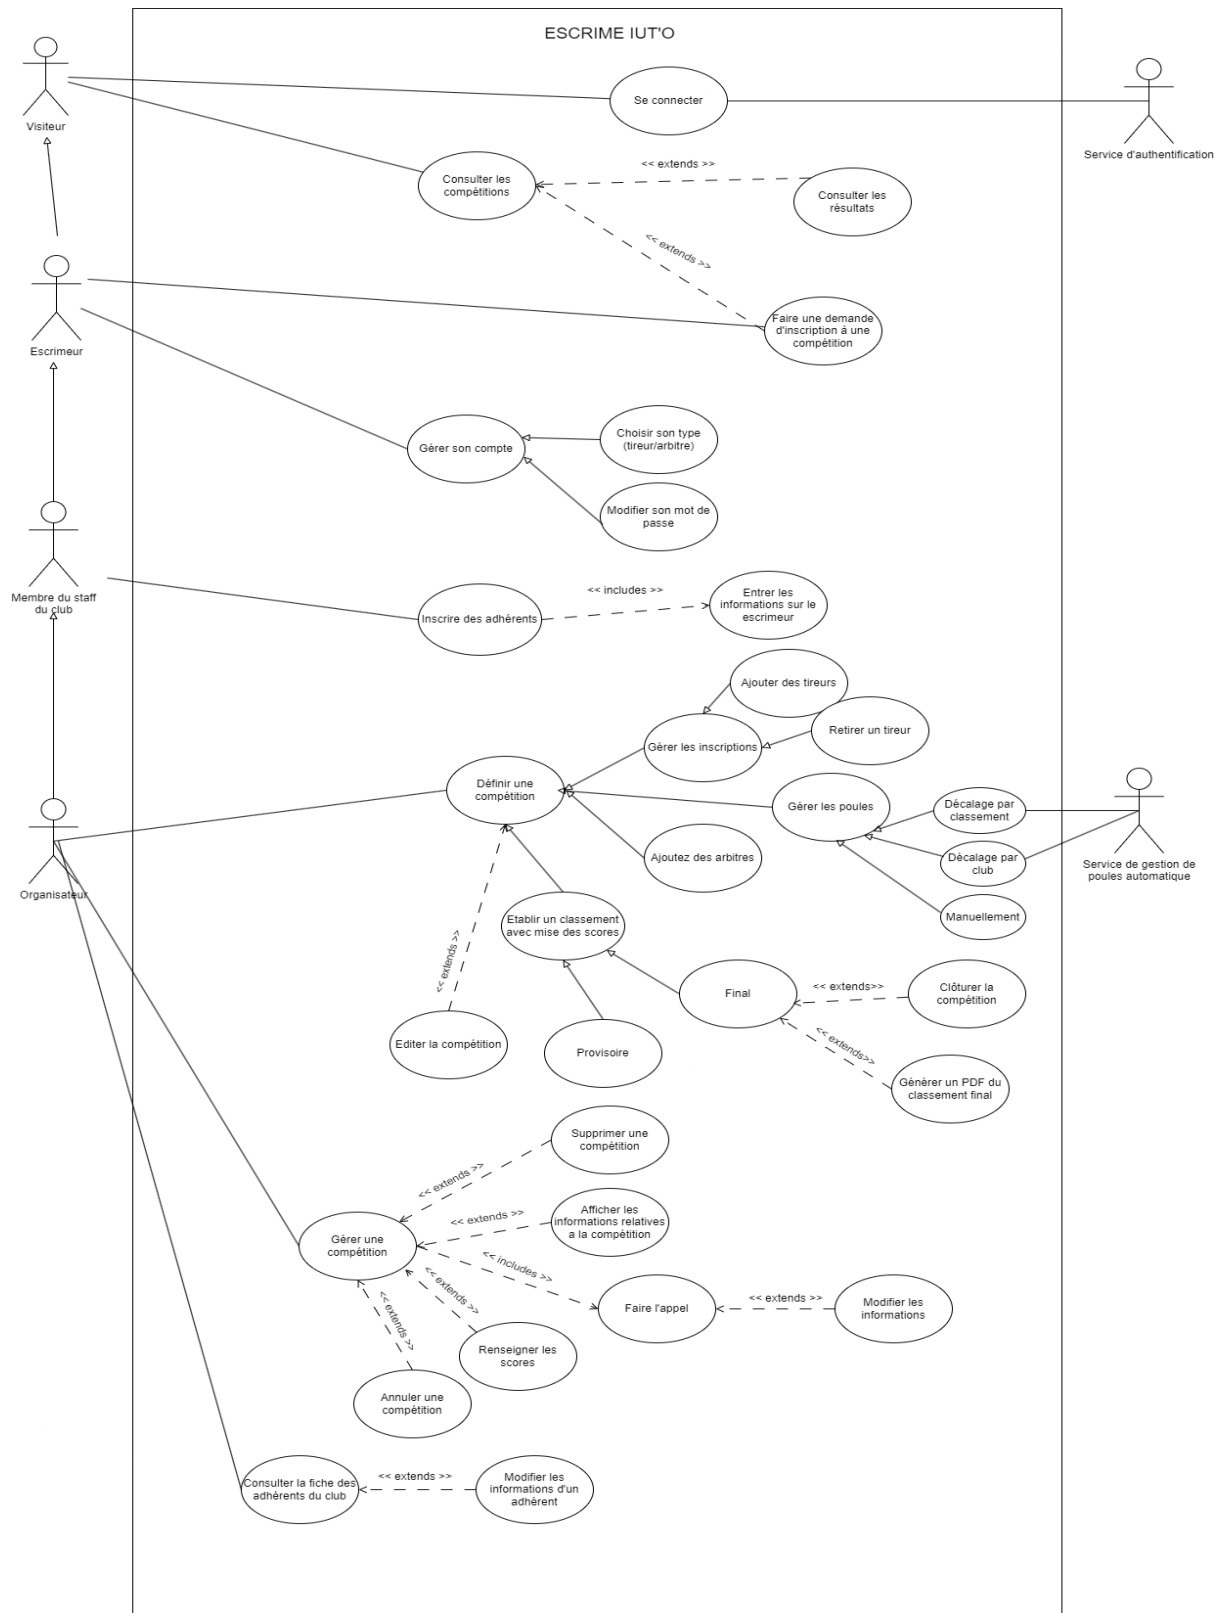 ESCRIME IUT'O
Visiteur
Se connecter
Service d'authentification
Consulter les
compétitions
<< extends >>
Consulter les
résultats
<< extends >>
Escrimeur
Faire une demande
d'inscription á une
compétition
Gérer son compte
Choisir son type
(tireur/arbitre)
Modifier son mot de
passe
Membre du staff
du club
Inscrire des adhérents
<< includes >>
Entrer les
informations sur le
escrimeur
Ajouter des tireurs
Gérer les inscriptions
Retirer un tireur
Définir une
compétition
Gérer les poules
Décalage par
classement
Décalage par
club
Manuellement
Service de gestion de
poules automatique
Ajoutez des arbitres
Organisateur
Etablir un classement
avec mise des scores
<< extends >>
Final
<< extends>>
Clôturer la
compétition
Editer la compétition
Provisoire
<< extends>>
Générer un PDF du
classement final
Supprimer une
compétition
<< extends >>
Afficher les
informations relatives
a la compétition
<< extends >>
Gérer une
compétition
<< includes >>
Faire l'appel
<< extends >>
Modifier les
informations
<< extends >>
Renseigner les
scores
<< extends >>
Annuler une
compétition
Consulter la fiche des
adhérents du club
<< extends >>
Modifier les
informations d'un
adhérent